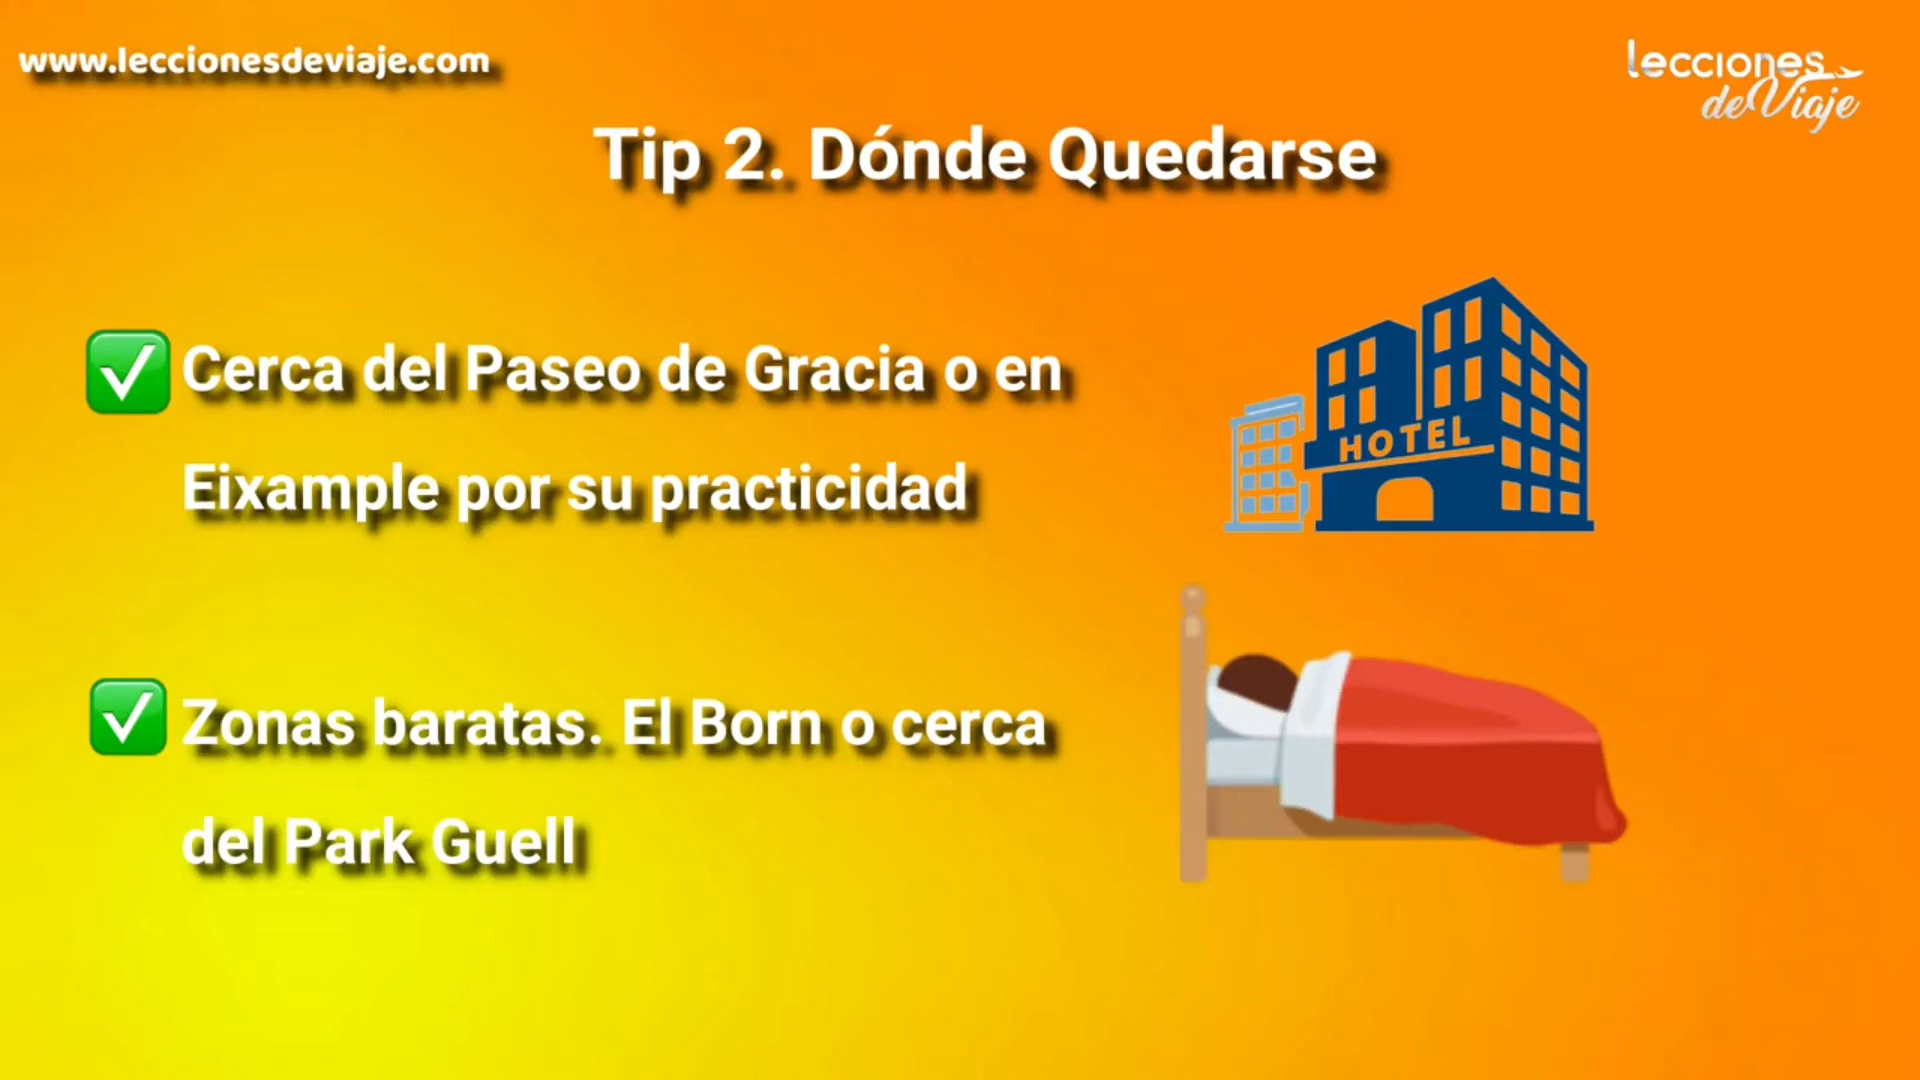 www.leccionesdeviaje.com
lecciones
de Viaje
Tip 2. Dónde Quedarse
Cerca del Paseo de Gracia o en
Eixample por su practicidad
HOTEL
Zonas baratas. El Born o cerca
del Park Guell